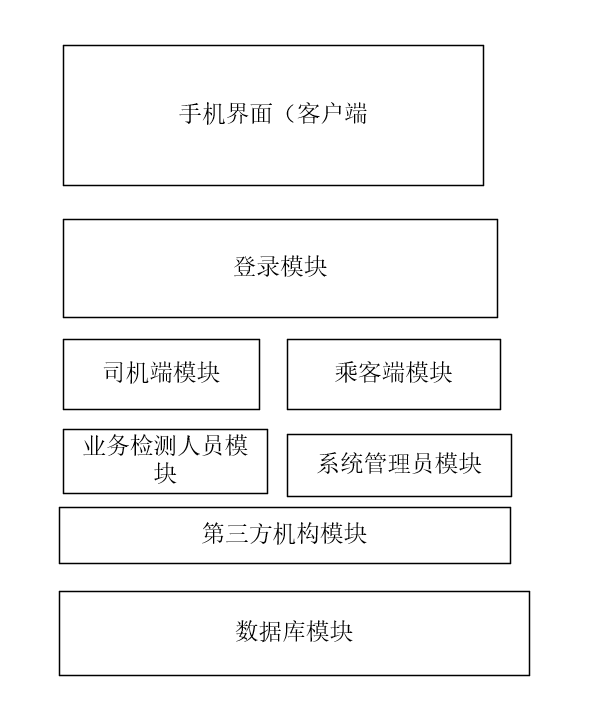 手机界面（客户端
登录模块
司机端模块
乘客端模块
业务检测人员模
块
系统管理员模块
第三方机构模块
数据库模块